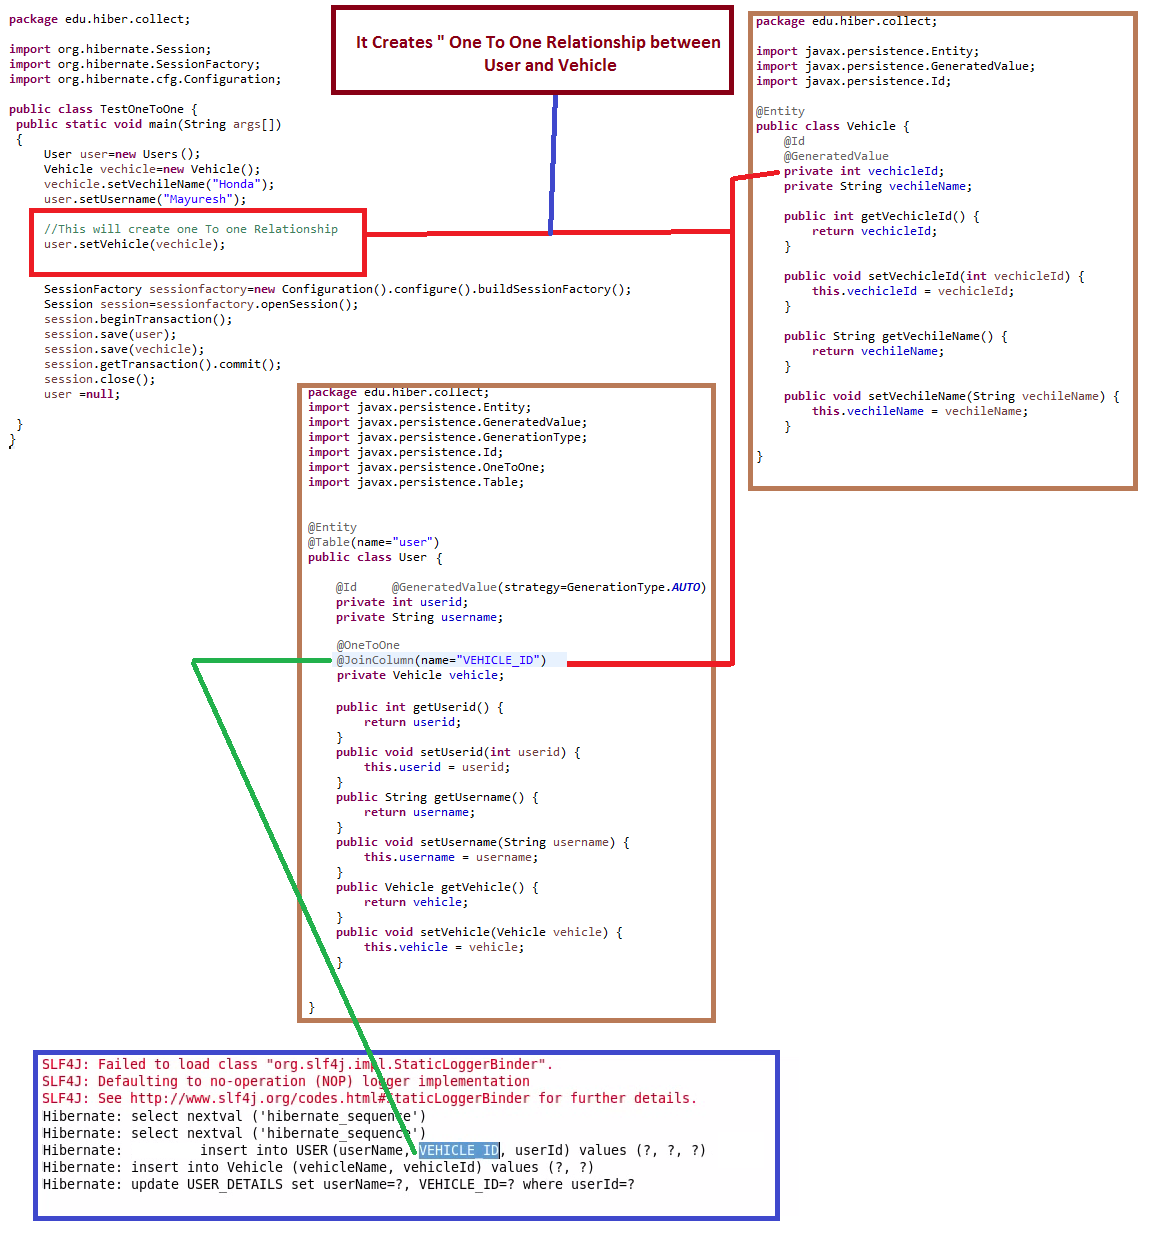 package edu.hiber.collect;
import org.hibernate.Session;
import org.hibernate.SessionFactory;
import org.hibernate.cfg.Configuration;
public class TestOneToOne {
public static void main(String args[])
{
User user=new Users();
Vehicle vechicle=new Vehicle();
vechicle.setVechileName("Honda");
user.setUsername("Mayuresh");
//This will create one To one Relationship
user.setVehicle(vechicle);
SessionFactory sessionfactory=new Configuration().configure().buildSessionFactory();
Session session=sessionfactory.openSession();
session.beginTransaction();
session.save(user);
session.save(vechicle);
session.getTransaction().commit();
session.close();
user =null;
}
}
It Creates " One To One Relationship between
User and Vehicle
package edu.hiber.collect;
import javax.persistence.Entity;
import javax.persistence.GeneratedValue;
import javax.persistence.Id;
@Entity
public class Vehicle {
@Id
@GeneratedValue
private int vechicleId;
private String vechileName;
public int getVechicleId() {
return vechicleId;
}
public void setVechicleId(int vechicleId) {
this.vechicleId = vechicleId;
}
public String getVechileName() {
return vechileName;
}
public void setVechileName(String vechileName) {
this.vechileName = vechileName;
}
}
package edu.hiber.collect;
import javax.persistence.Entity;
import javax.persistence.GeneratedValue;
import javax.persistence.GenerationType;
import javax.persistence.Id;
import javax.persistence.OneToOne;
import javax.persistence.Table;
@Entity
@Table(name="user")
public class User {
@Id @GeneratedValue(strategy=GenerationType.AUTO)
private int userid;
private String username;
@OneToOne
@JoinColumn(name="VEHICLE_ID")
private Vehicle vehicle;
public int getUserid() {
return userid;
}
public void setUserid(int userid) {
this.userid = userid;
}
public String getUsername() {
return username;
}
public void setUsername(String username) {
this.username = username;
}
public Vehicle getVehicle() {
return vehicle;
}
public void setVehicle(Vehicle vehicle) {
this.vehicle = vehicle;
}
}
SLF4J: Failed to load class "org.slf4j.impl.StaticLoggerBinder".
SLF4J: Defaulting to no-operation (NOP) logger implementation
SLF4J: See http://www.slf4j.org/codes.html#StaticLoggerBinder for further details.
Hibernate: select nextval ('hibernate_sequence')
Hibernate: select nextval ('hibernate_sequence')
Hibernate: insert into USER (userName, VEHICLE_ID, userId) values (?, ?, ?)
Hibernate: insert into Vehicle (vehicleName, vehicleId) values (?, ?)
Hibernate: update USER_DETAILS set userName=?, VEHICLE_ID=? where userId=?